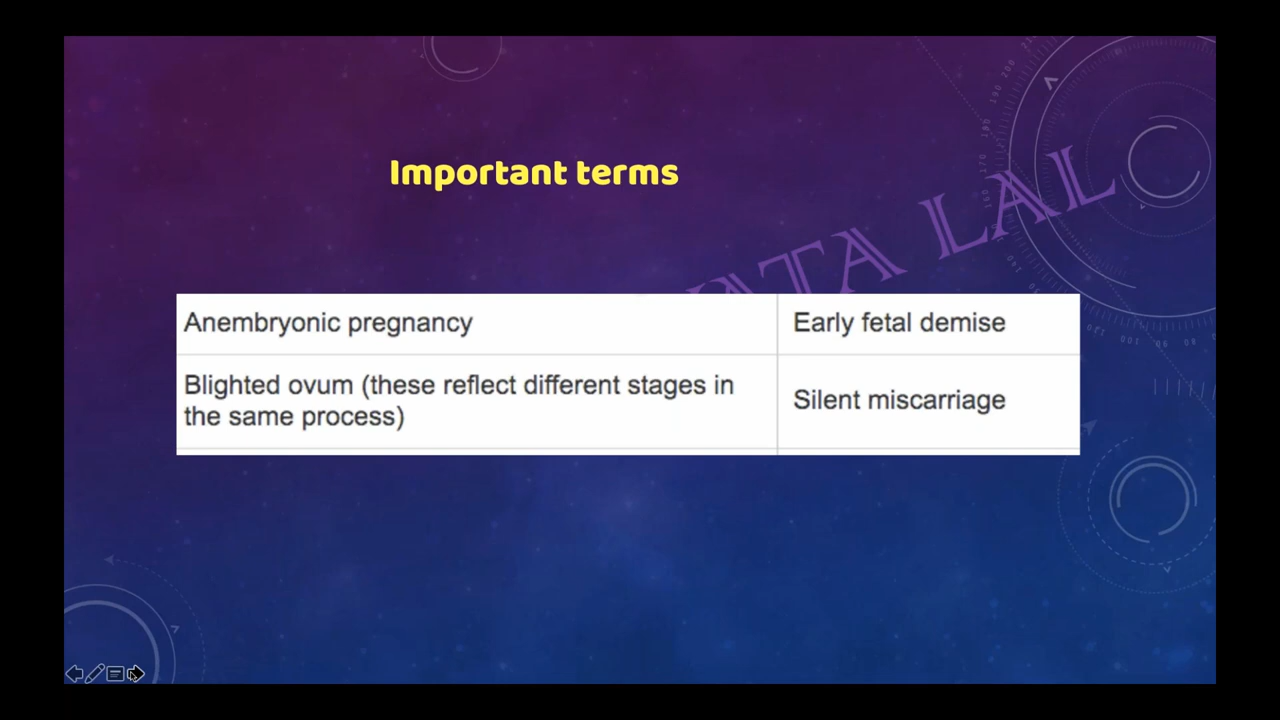 Important terms
LAL
Anembryonic pregnancy
Early fetal demise
Blighted ovum (these reflect different stages in
the same process)
Silent miscarriage